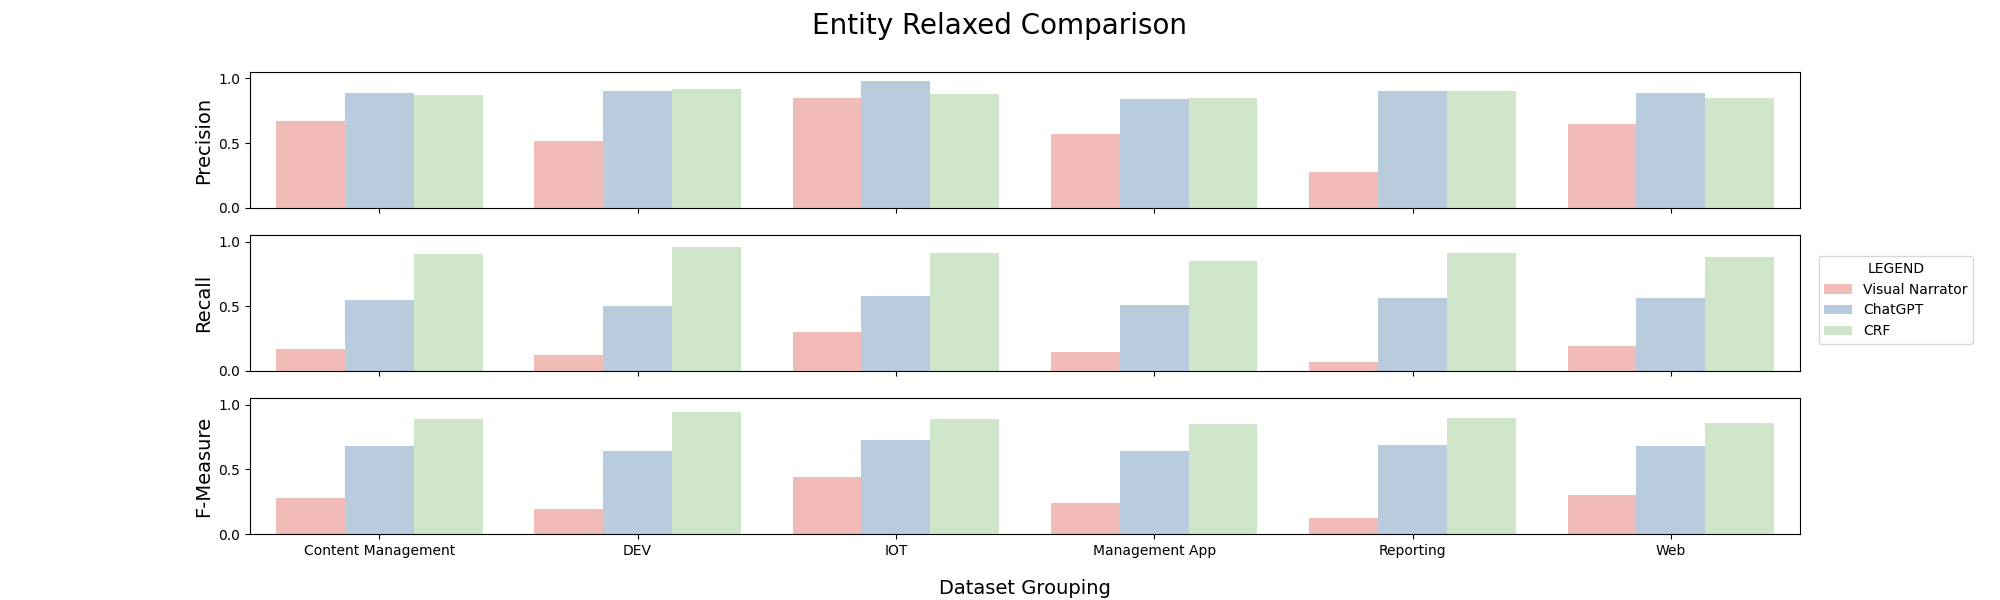 Entity Relaxed Comparison
1.0
0.5
0.0
Precision
1.0
0.5
0.0
Recall
1.0
0.5
0.0
F-Measure
Content Management DEV IOT Management App Reporting Web
Dataset Grouping
LEGEND
Visual Narrator
ChatGPT
CRF